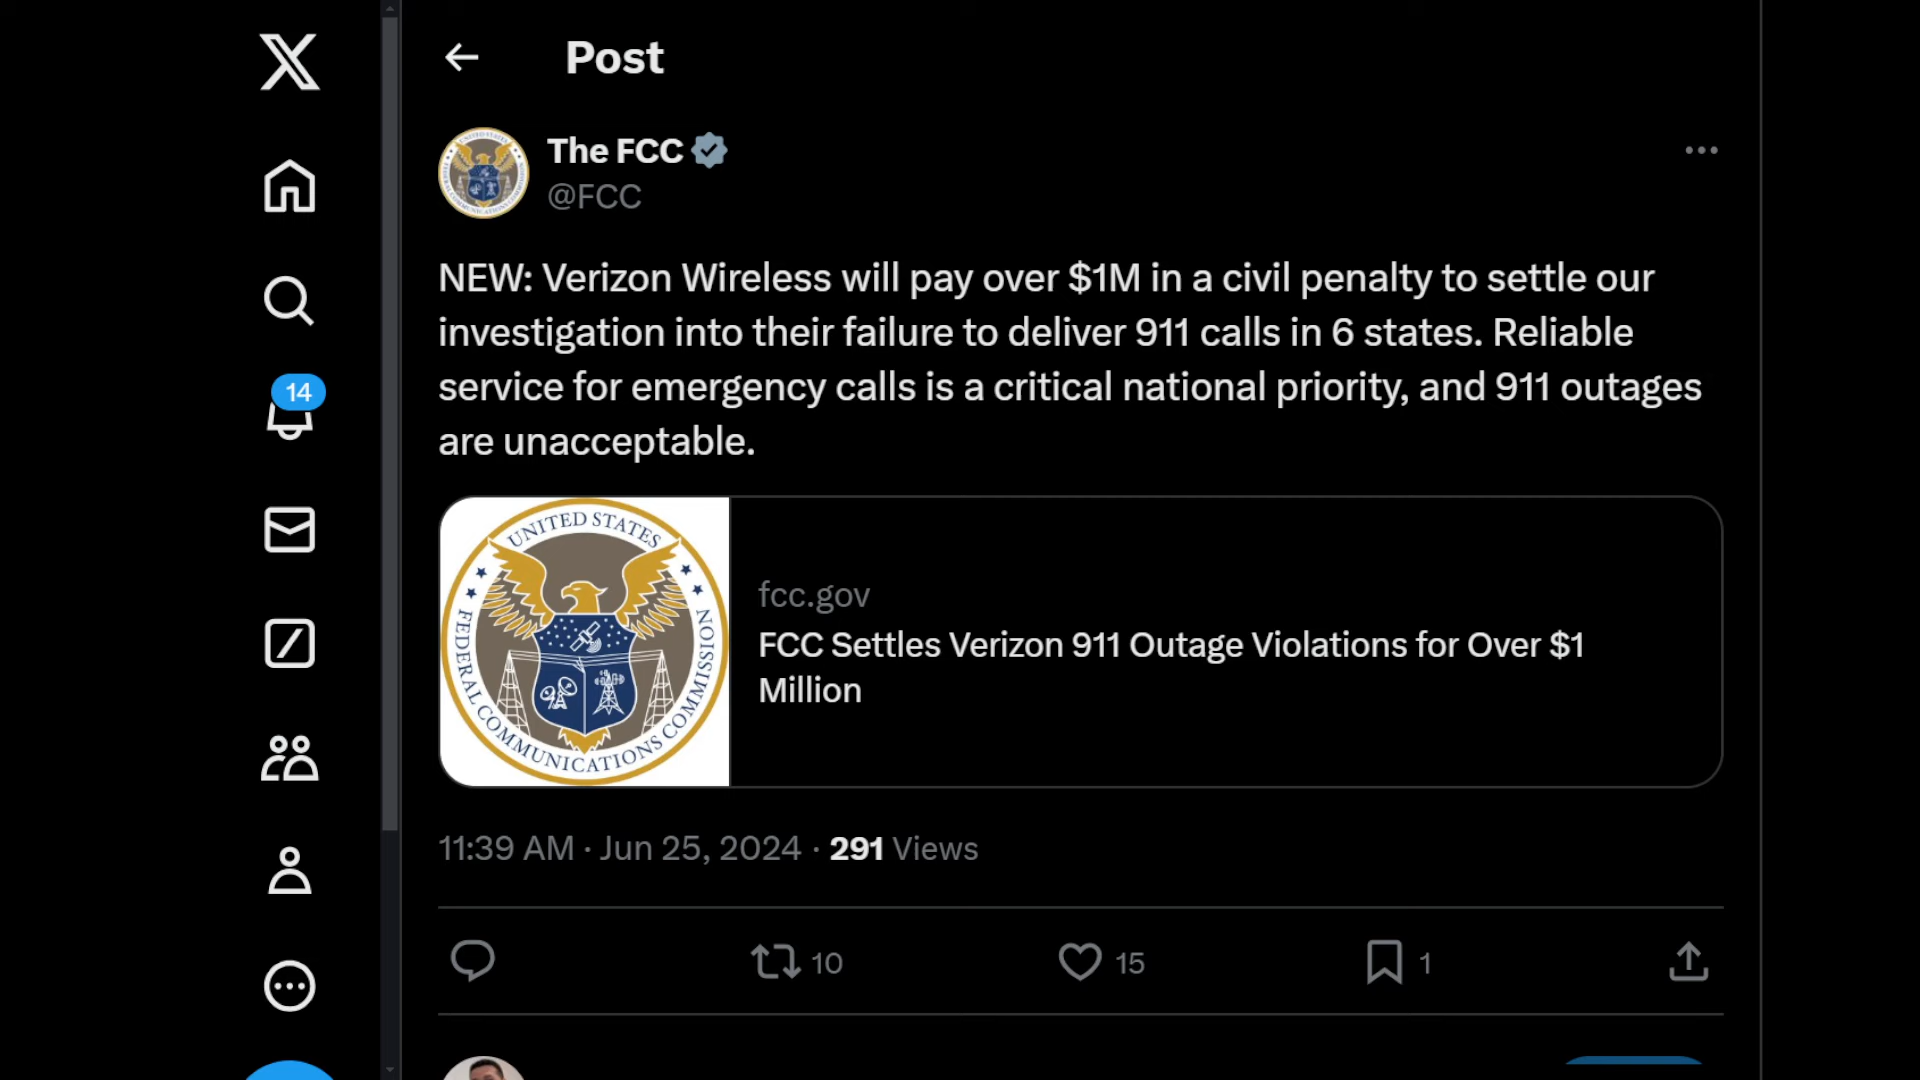 Post
The FCC
@FCC
14
NEW: Verizon Wireless will pay over $1M in a civil penalty to settle our
investigation into their failure to deliver 911 calls in 6 states. Reliable
service for emergency calls is a critical national priority, and 911 outages
are unacceptable.
UNITED STATES
FEDERAL COMMUNICATIONS COMMISSION
fcc.gov
FCC Settles Verizon 911 Outage Violations for Over $1
Million
11:39 AM · Jun 25, 2024 · 291 Views
10
15
1